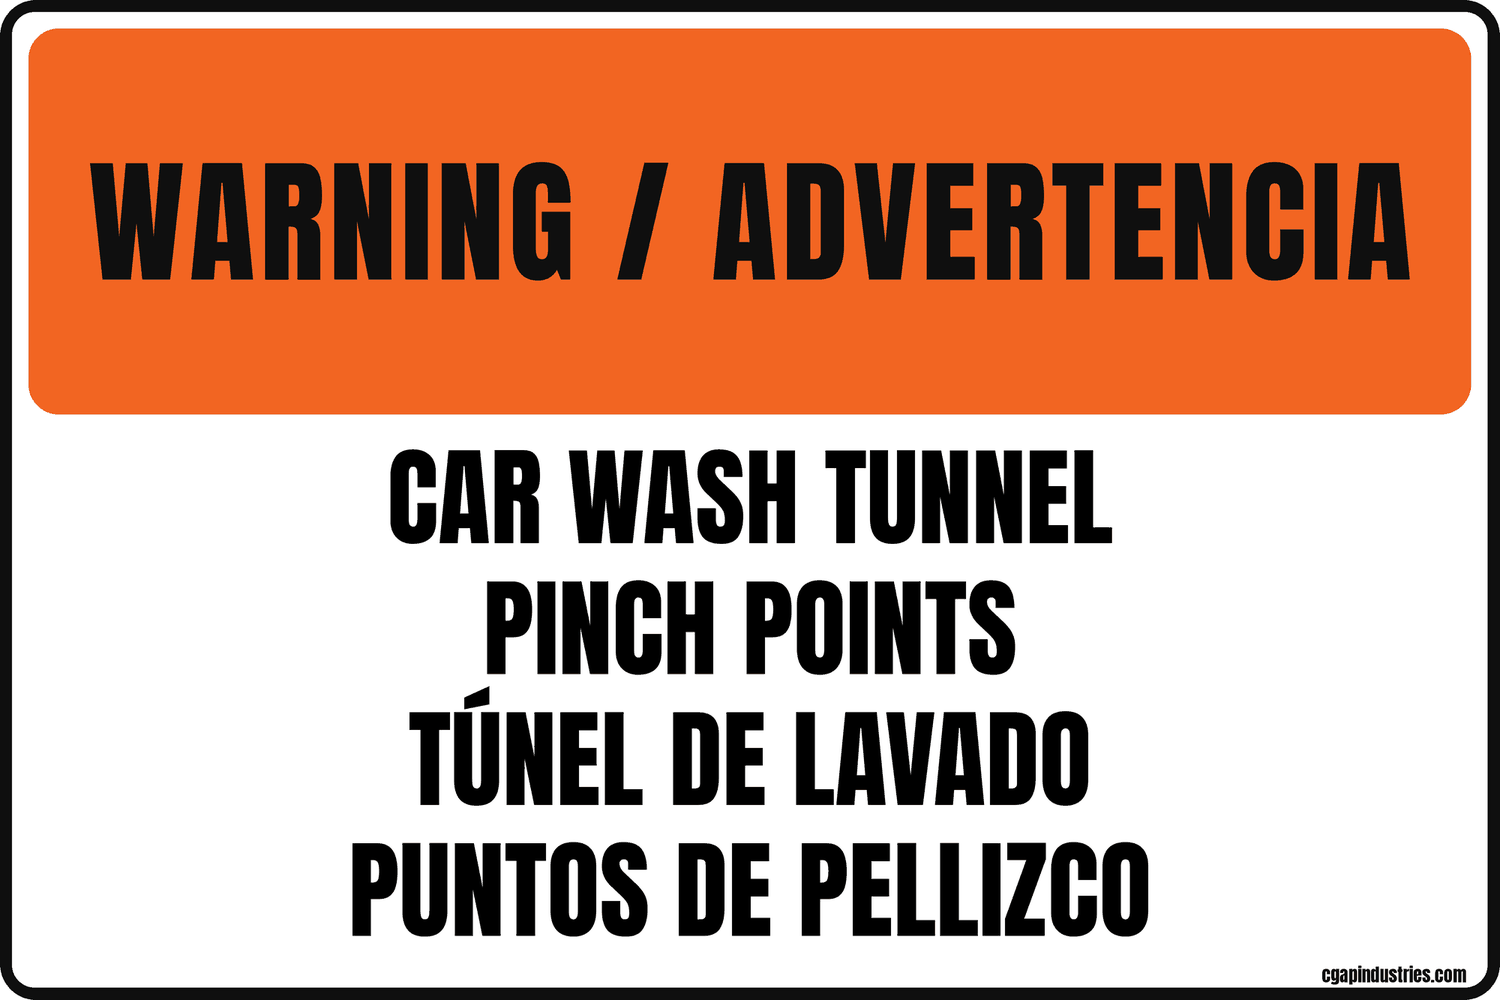 WARNING / ADVERTENCIA
CAR WASH TUNNEL
PINCH POINTS
TÚNEL DE LAVADO
PUNTOS DE PELLIZCO
cgapindustries.com